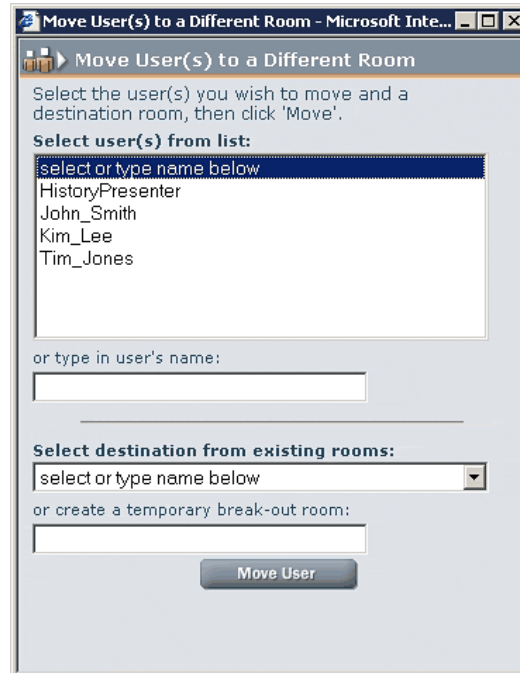 Move User(s) to a Different Room - Microsoft Inte...
Move User(s) to a Different Room
Select the user(s) you wish to move and a
destination room, then click 'Move'.
Select user(s) from list:
select or type name below
HistoryPresenter
John_Smith
Kim_Lee
Tim_Jones
or type in user's name:
Select destination from existing rooms:
select or type name below
or create a temporary break-out room:
Move User